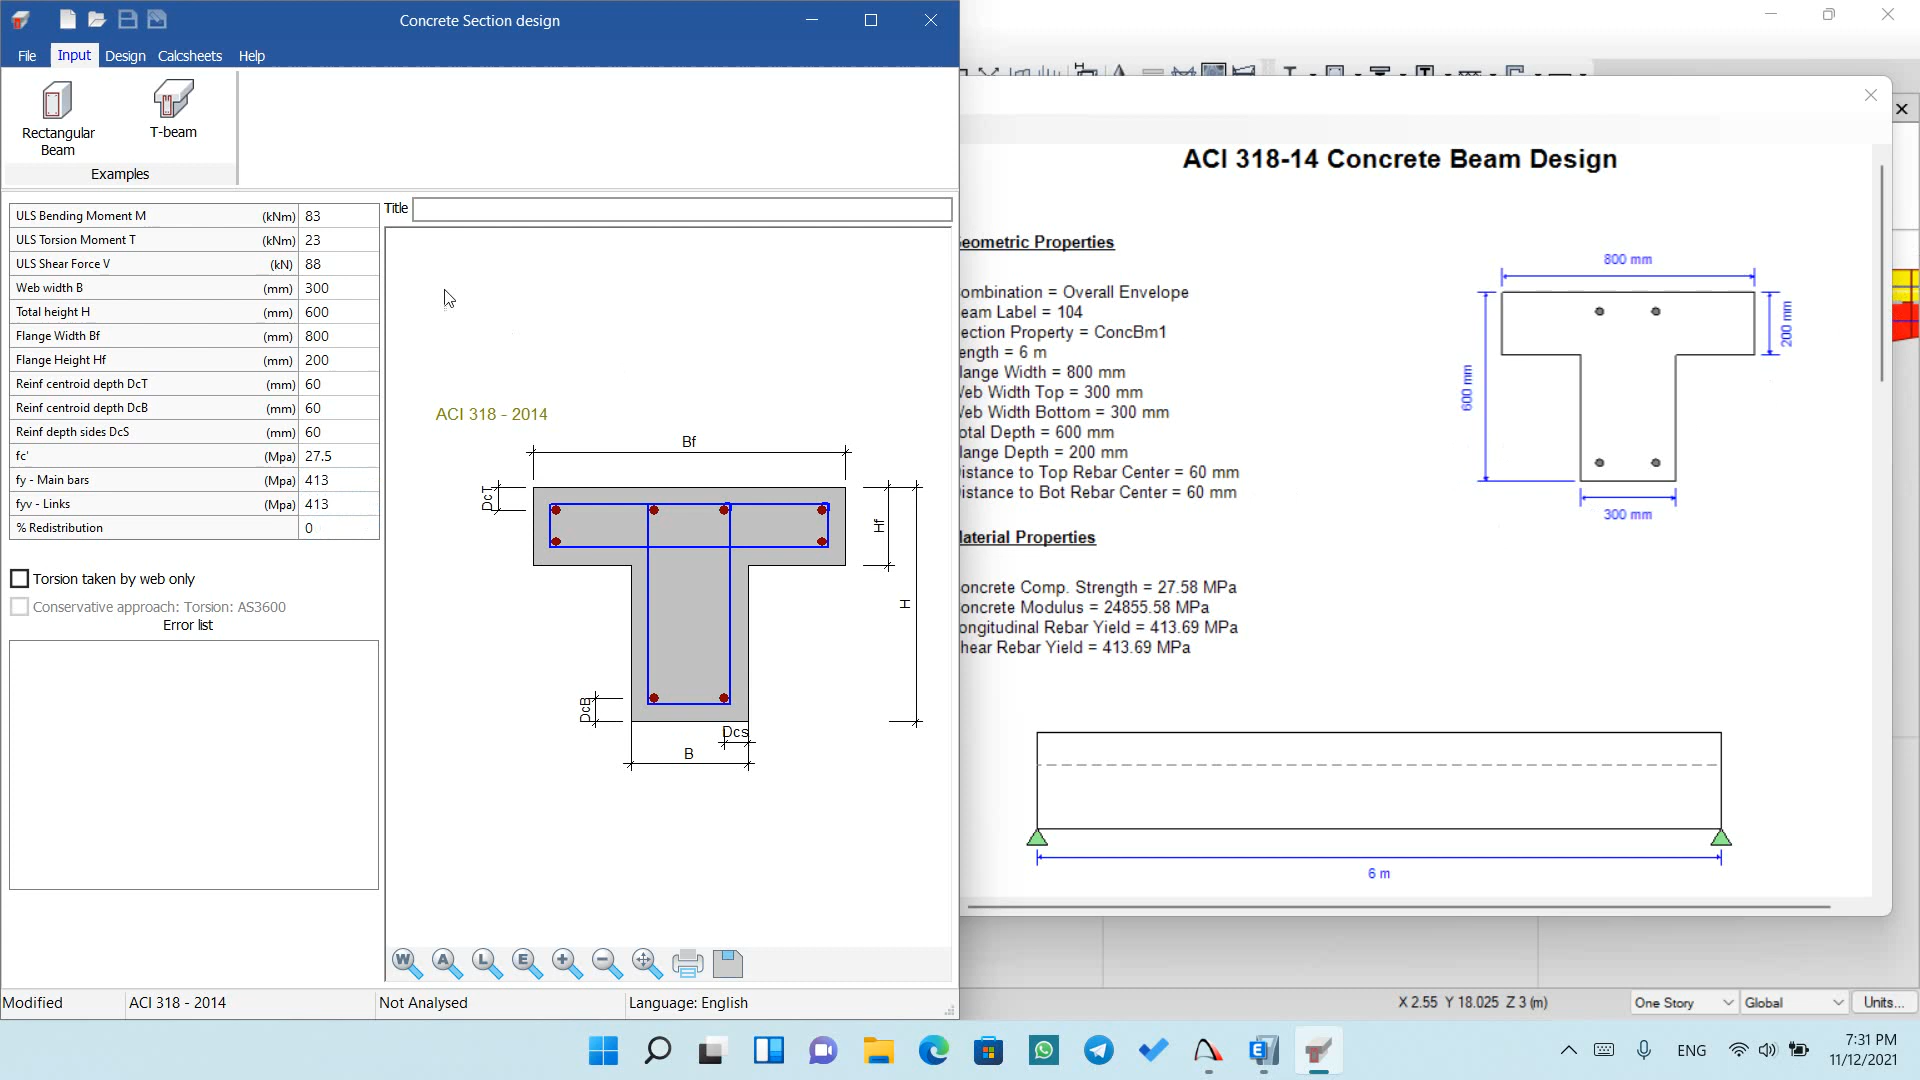 Concrete Section design
File Input Design Calcsheets Help
Rectangular Beam
T-beam
Examples
ULS Bending Moment M (kNm) 83
ULS Torsion Moment T (kNm) 23
ULS Shear Force V (kN) 88
Web width B (mm) 300
Total height H (mm) 600
Flange Width Bf (mm) 800
Flange Height Hf (mm) 200
Reinf centroid depth DcT (mm) 60
Reinf centroid depth DcB (mm) 60
Reinf depth sides DcS (mm) 60
fc' (Mpa) 27.5
fy - Main bars (Mpa) 413
fyv - Links (Mpa) 413
% Redistribution 0
Torsion taken by web only
Conservative approach: Torsion: AS3600
Error list
Title
ACI 318 - 2014
Bf
DcT
Hf
H
DcB
Dcs
B
W A L E
Modified ACI 318 - 2014 Not Analysed Language: English
ACI 318-14 Concrete Beam Design
eometric Properties
ombination = Overall Envelope
eam Label = 104
ection Property = ConcBm1
ength = 6 m
lange Width = 800 mm
Web Width Top = 300 mm
Web Width Bottom = 300 mm
otal Depth = 600 mm
lange Depth = 200 mm
istance to Top Rebar Center = 60 mm
istance to Bot Rebar Center = 60 mm
800 mm
200 mm
600 mm
300 mm
laterial Properties
oncrete Comp. Strength = 27.58 MPa
oncrete Modulus = 24855.58 MPa
ongitudinal Rebar Yield = 413.69 MPa
hear Rebar Yield = 413.69 MPa
6 m
X 2.55 Y 18.025 Z 3 (m) One Story Global Units...
ENG
7:31 PM
11/12/2021